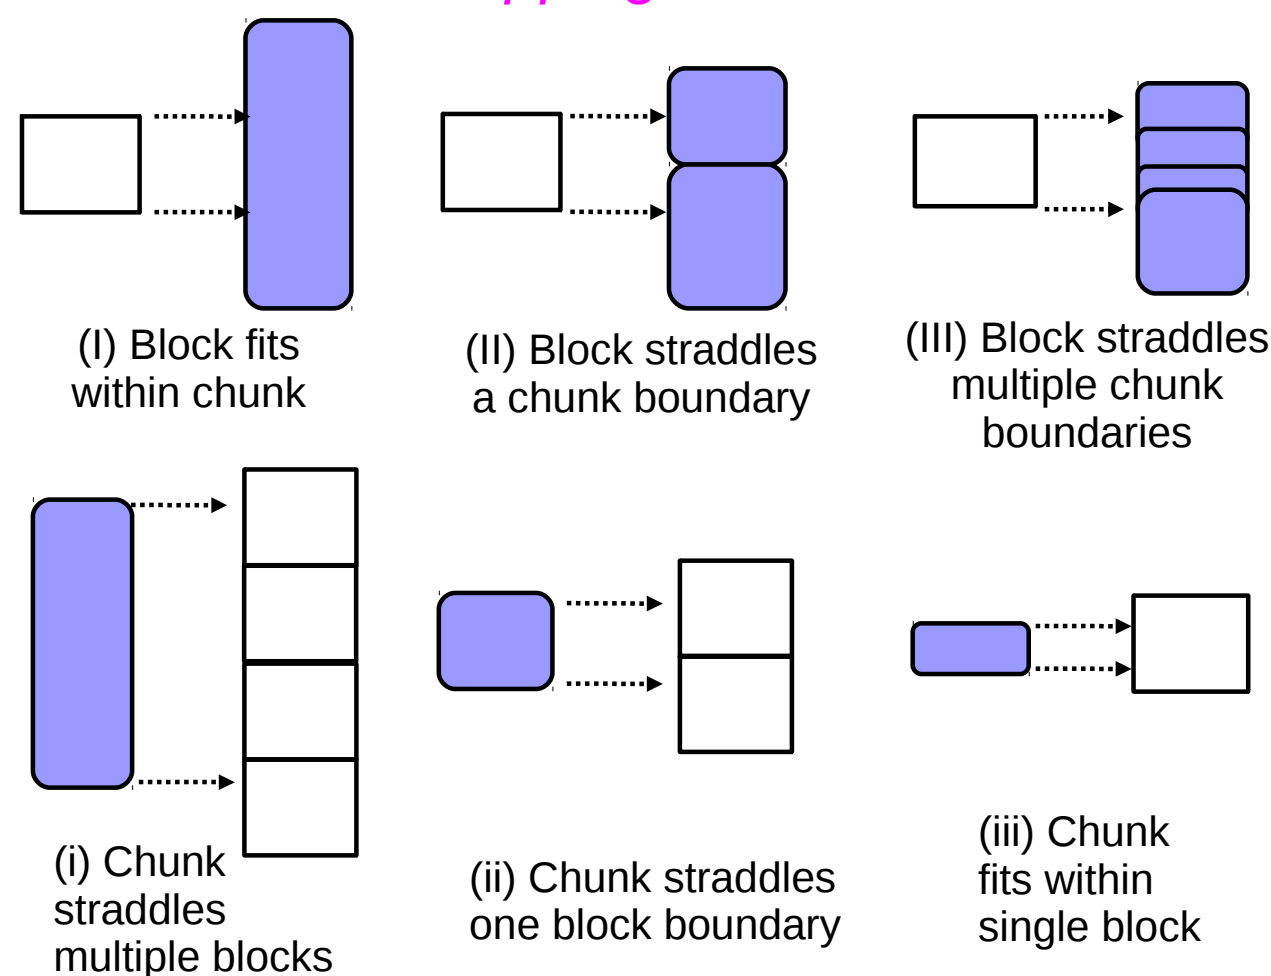 (I) Block fits
within chunk
(II) Block straddles
a chunk boundary
(III) Block straddles
multiple chunk
boundaries
(i) Chunk
straddles
multiple blocks
(ii) Chunk straddles
one block boundary
(iii) Chunk
fits within
single block